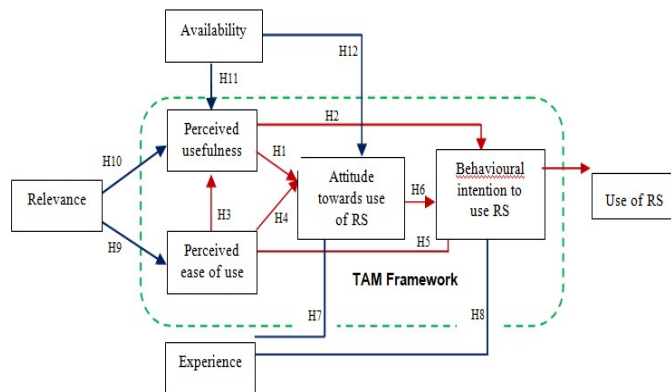 Availability
H12
H11
H2
Perceived
usefulness
H1
H10
Behavioural
intention to
use RS
Attitude
towards use
of RS
H6
Relevance
Use of RS
H3
H4
H9
Perceived
ease of use
H5
TAM Framework
H7
H8
Experience